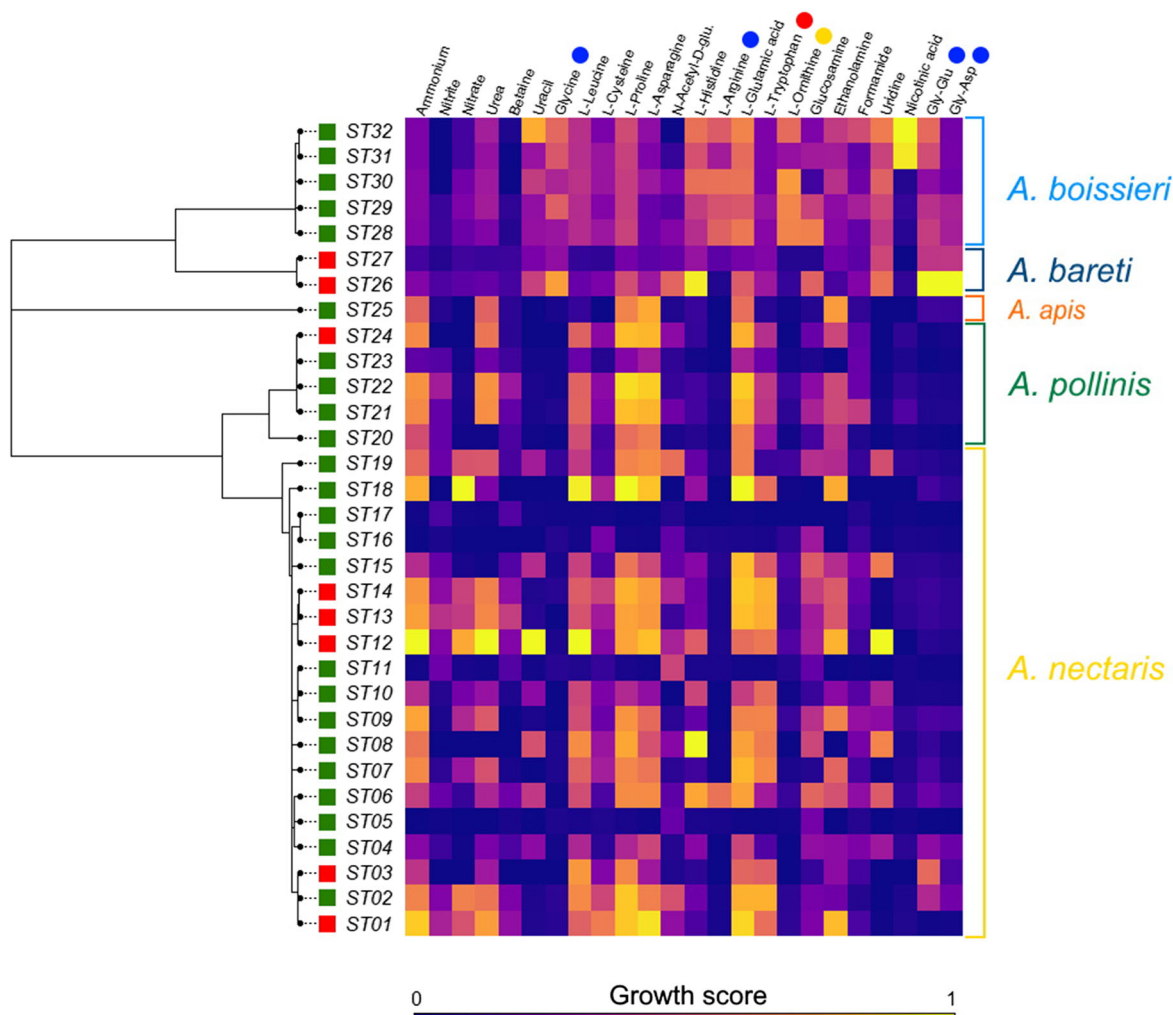 Ammonium
Nitrite
Nitrate
Urea
Betaine
Uracil
Glycine
L-Leucine
L-Cysteine
L-Proline
L-Asparagine
N-Acetyl-D-glu.
L-Histidine
L-Arginine
L-Glutamic acid
L-Tryptophan
L-Ornithine
Glucosamine
Ethanolamine
Formamide
Uridine
Nicotinic acid
Gly-Glu
Gly-Asp
ST32
ST31
ST30
ST29
ST28
A. boissieri
ST27
ST26
A. bareti
ST25
A. apis
ST24
ST23
ST22
ST21
ST20
A. pollinis
ST19
ST18
ST17
ST16
ST15
ST14
ST13
ST12
ST11
ST10
ST09
ST08
ST07
ST06
ST05
ST04
ST03
ST02
ST01
A. nectaris
0 Growth score 1